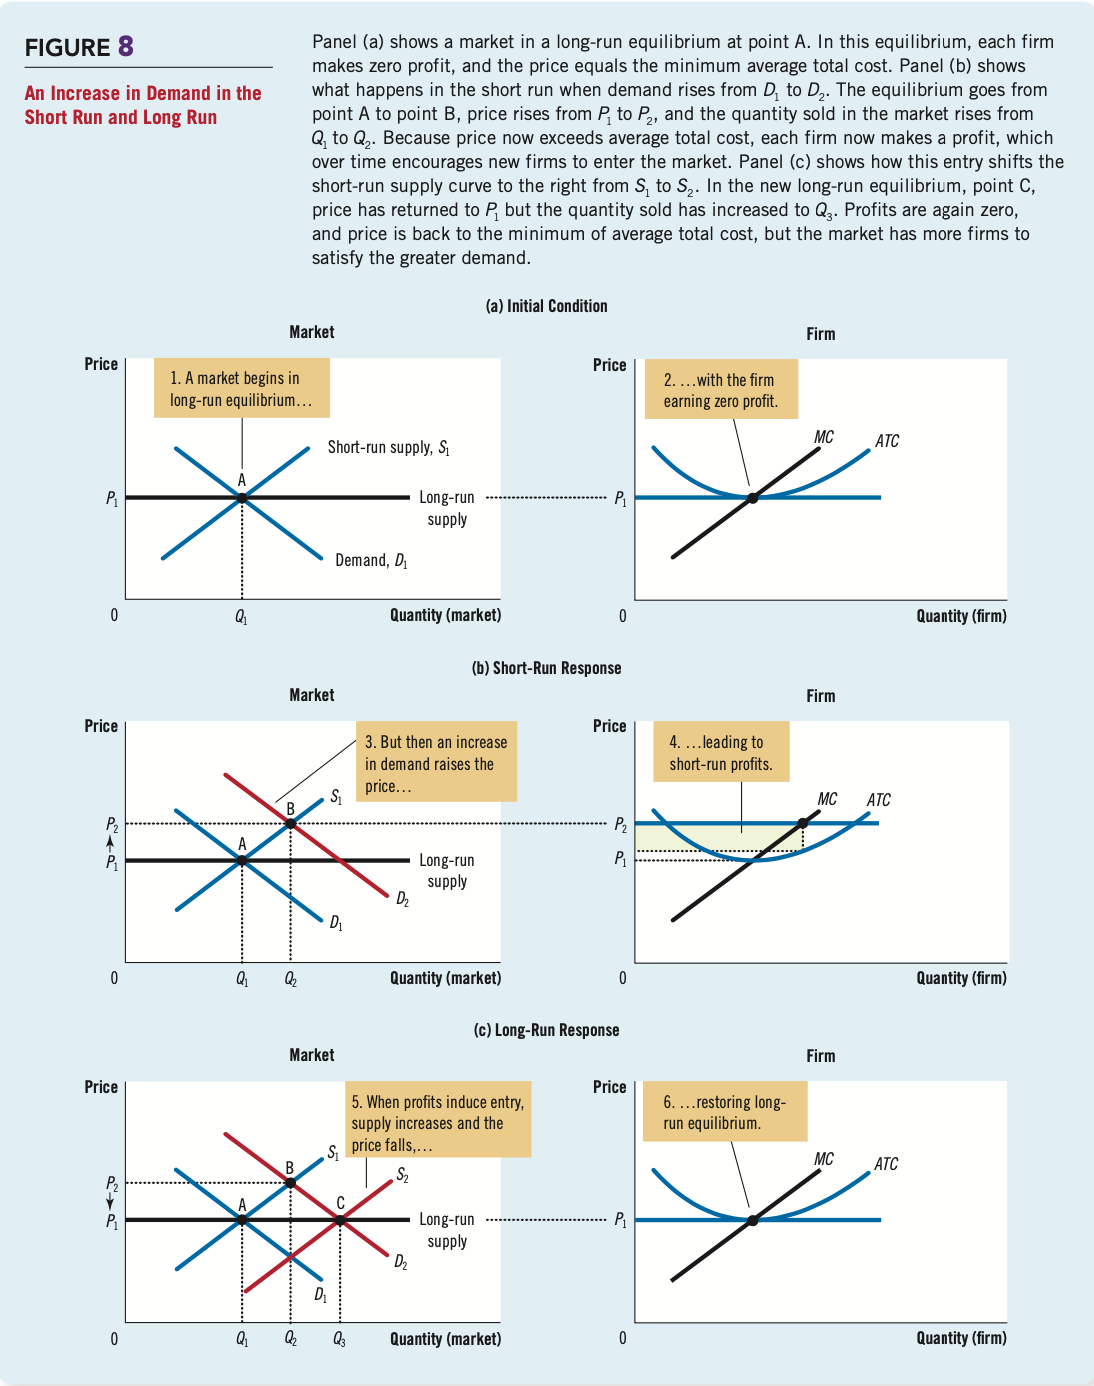 FIGURE 8
An Increase in Demand in the
Short Run and Long Run
Panel (a) shows a market in a long-run equilibrium at point A. In this equilibrium, each firm
makes zero profit, and the price equals the minimum average total cost. Panel (b) shows
what happens in the short run when demand rises from D₁ to D₂. The equilibrium goes from
point A to point B, price rises from P₁ to P₂, and the quantity sold in the market rises from
Q₁ to Q₂. Because price now exceeds average total cost, each firm now makes a profit, which
over time encourages new firms to enter the market. Panel (c) shows how this entry shifts the
short-run supply curve to the right from S₁ to S₂. In the new long-run equilibrium, point C,
price has returned to P₁ but the quantity sold has increased to Q₃. Profits are again zero,
and price is back to the minimum of average total cost, but the market has more firms to
satisfy the greater demand.
(a) Initial Condition
Market
Price
1. A market begins in
long-run equilibrium…
Short-run supply, S₁
A
P₁
Long-run
supply
Demand, D₁
0
Q₁
Quantity (market)
Firm
Price
2. …with the firm
earning zero profit.
MC
ATC
P₁
0
Quantity (firm)
(b) Short-Run Response
Market
Price
3. But then an increase
in demand raises the
price…
S₁
B
P₂
A
P₁
Long-run
supply
D₂
D₁
0
Q₁
Q₂
Quantity (market)
Firm
Price
4. …leading to
short-run profits.
MC
ATC
P₂
P₁
0
Quantity (firm)
(c) Long-Run Response
Market
Price
5. When profits induce entry,
supply increases and the
price falls,…
S₁
B
S₂
P₂
A
C
P₁
Long-run
supply
D₂
D₁
0
Q₁
Q₂
Q₃
Quantity (market)
Firm
Price
6. …restoring long-
run equilibrium.
MC
ATC
P₁
0
Quantity (firm)